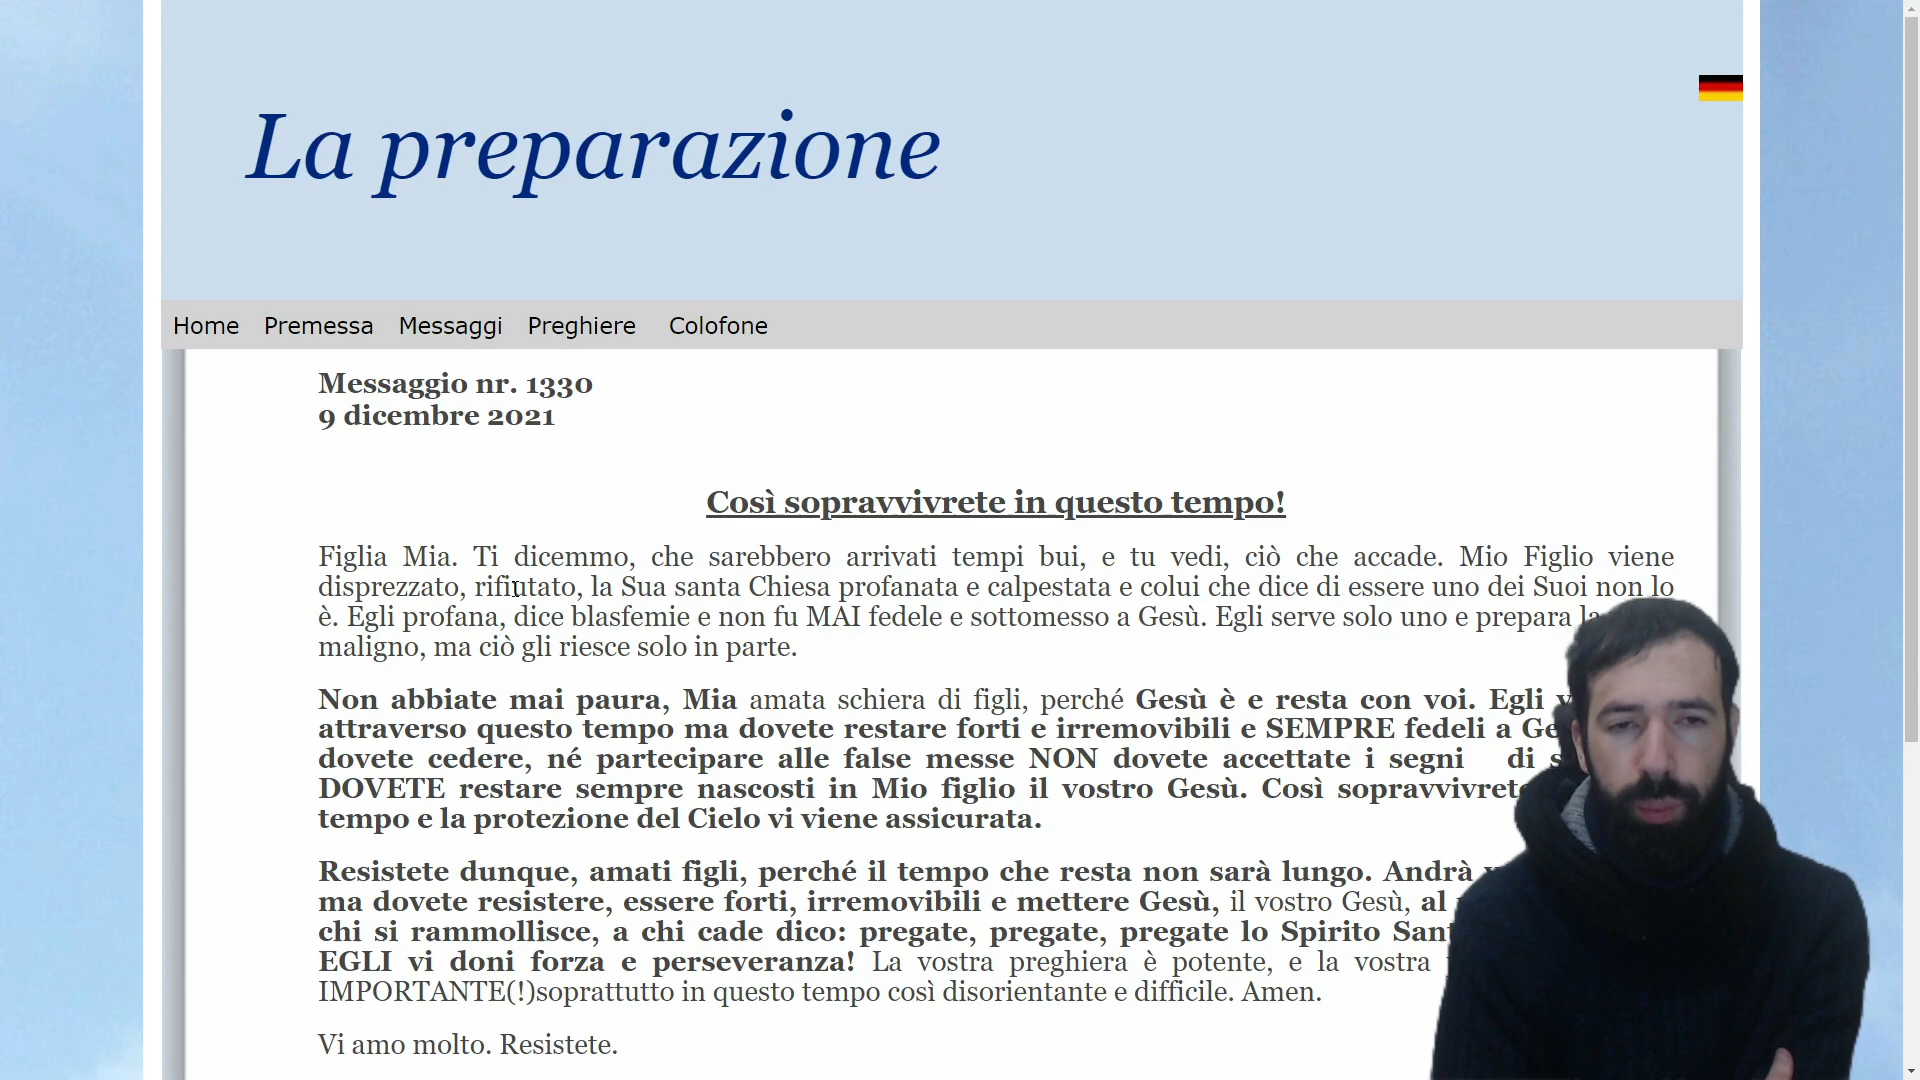 La preparazione
Home Premessa Messaggi Preghiere Colofone
Messaggio nr. 1330
9 dicembre 2021
Così sopravvivrete in questo tempo!
Figlia Mia. Ti dicemmo, che sarebbero arrivati tempi bui, e tu vedi, ciò che accade. Mio Figlio viene
disprezzato, rifiutato, la Sua santa Chiesa profanata e calpestata e colui che dice di essere uno dei Suoi non lo
è. Egli profana, dice blasfemie e non fu MAI fedele e sottomesso a Gesù. Egli serve solo uno e prepara
maligno, ma ciò gli riesce solo in parte.
Non abbiate mai paura, Mia amata schiera di figli, perché Gesù è e resta con voi. Egli
attraverso questo tempo ma dovete restare forti e irremovibili e SEMPRE fedeli a
dovete cedere, né partecipare alle false messe NON dovete accettate i segni di
DOVETE restare sempre nascosti in Mio figlio il vostro Gesù. Così
tempo e la protezione del Cielo vi viene assicurata.
Resistete dunque, amati figli, perché il tempo che resta non sarà lungo. Andrà
ma dovete resistere, essere forti, irremovibili e mettere Gesù, il vostro Gesù, al
chi si rammollisce, a chi cade dico: pregate, pregate, pregate lo Spirito
EGLI vi doni forza e perseveranza! La vostra preghiera è potente, e la vostra
IMPORTANTE(!)soprattutto in questo tempo così disorientante e difficile. Amen.
Vi amo molto. Resistete.